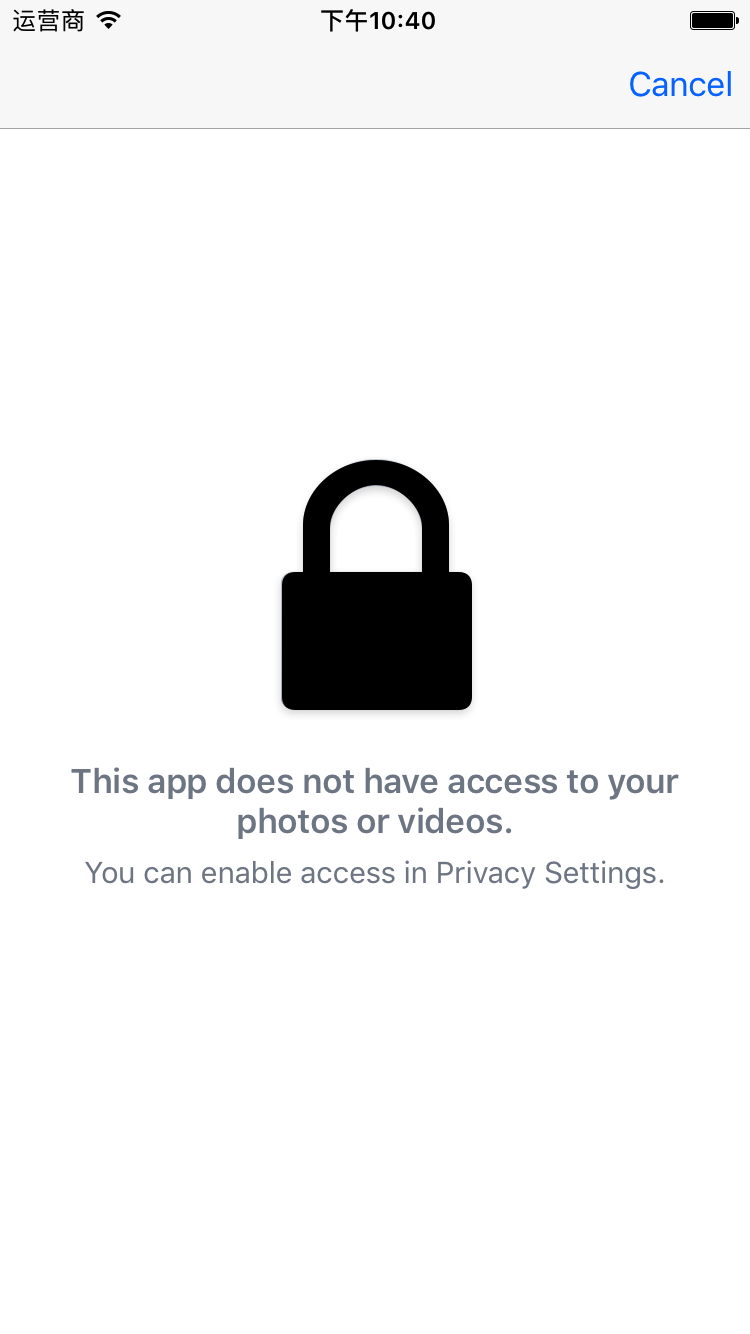 运营商 下午10:40
Cancel
This app does not have access to your
photos or videos.
You can enable access in Privacy Settings.